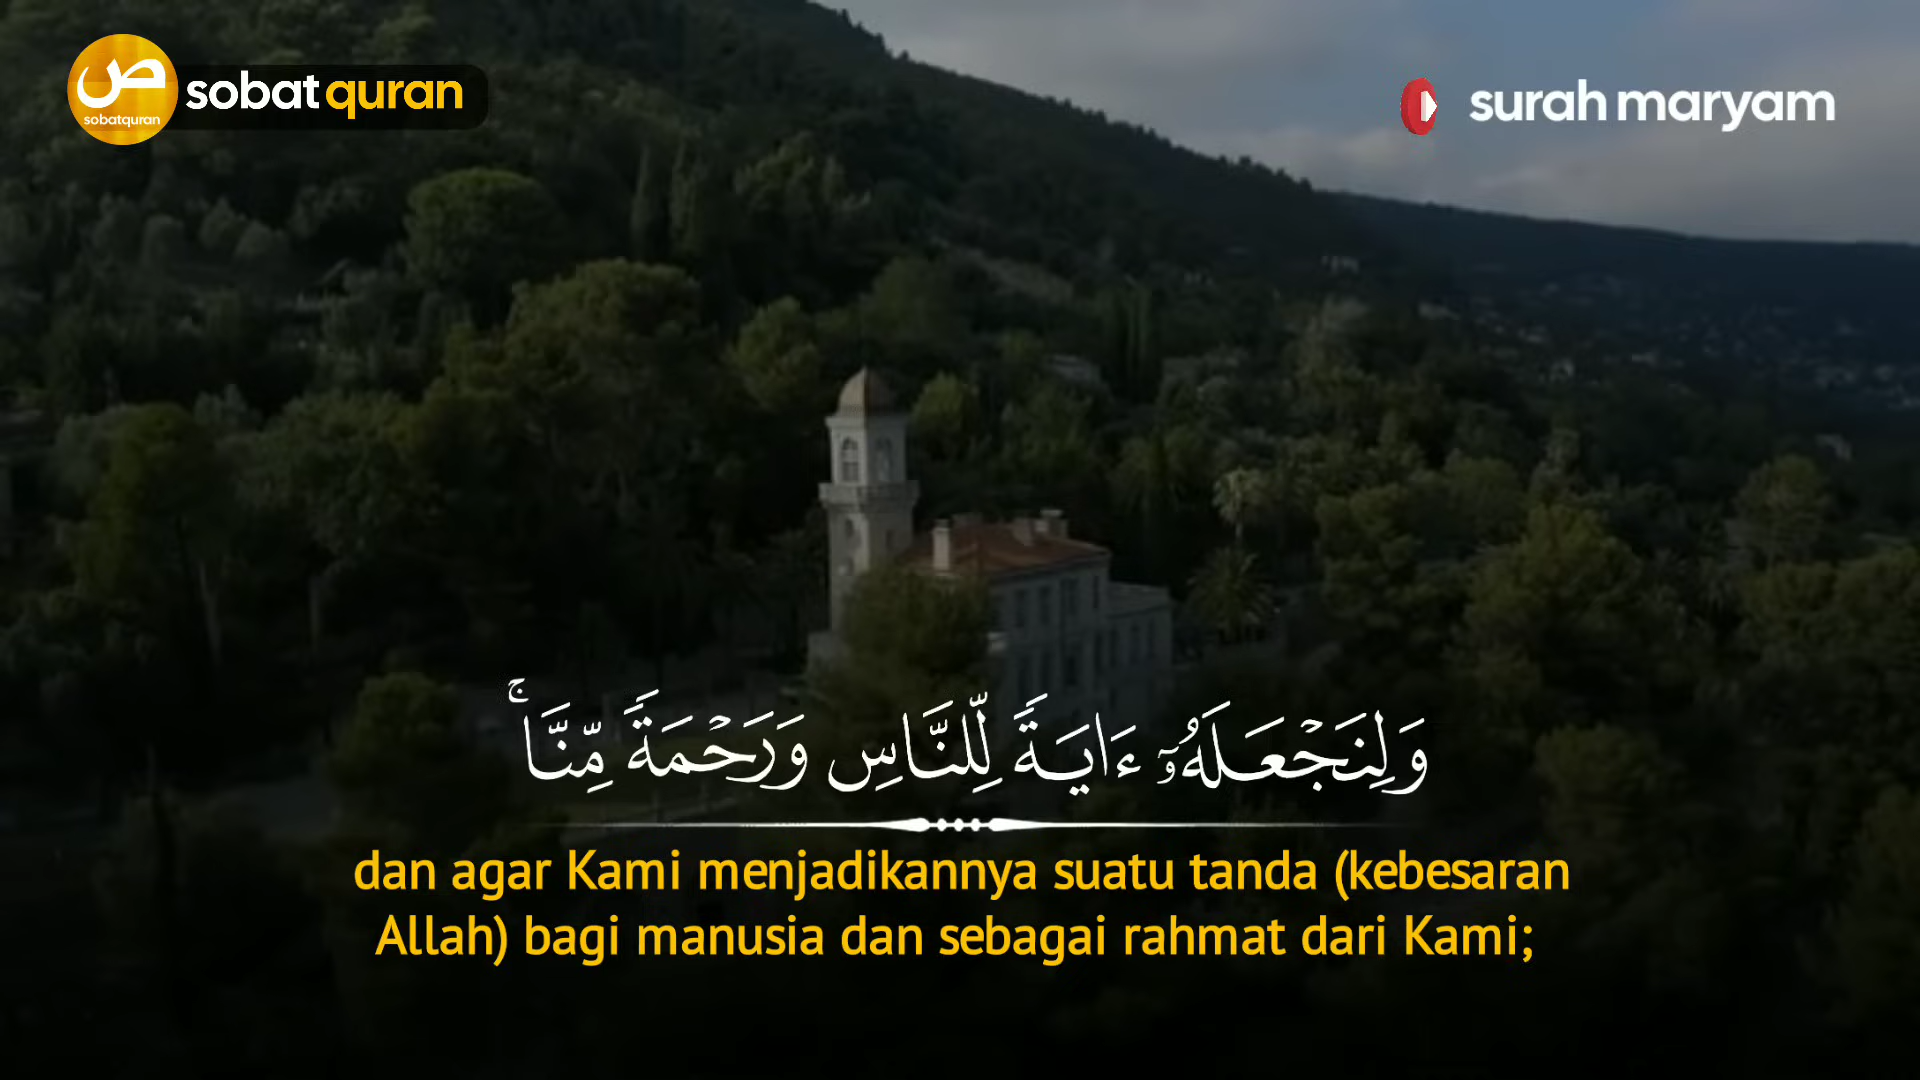 ص
sobatquran
sobat quran
surah maryam
وَلِنَجْعَلَهُۥٓ ءَايَةً لِّلنَّاسِ وَرَحْمَةً مِّنَّا ۚ
dan agar Kami menjadikannya suatu tanda (kebesaran
Allah) bagi manusia dan sebagai rahmat dari Kami;